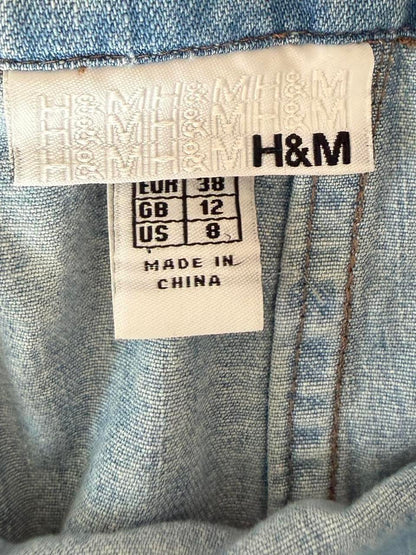 H&M H&M H&M
H&M H&M H&M
H&M H&M H&M
H&M
EUR 38
GB 12
US 8
MADE IN
CHINA